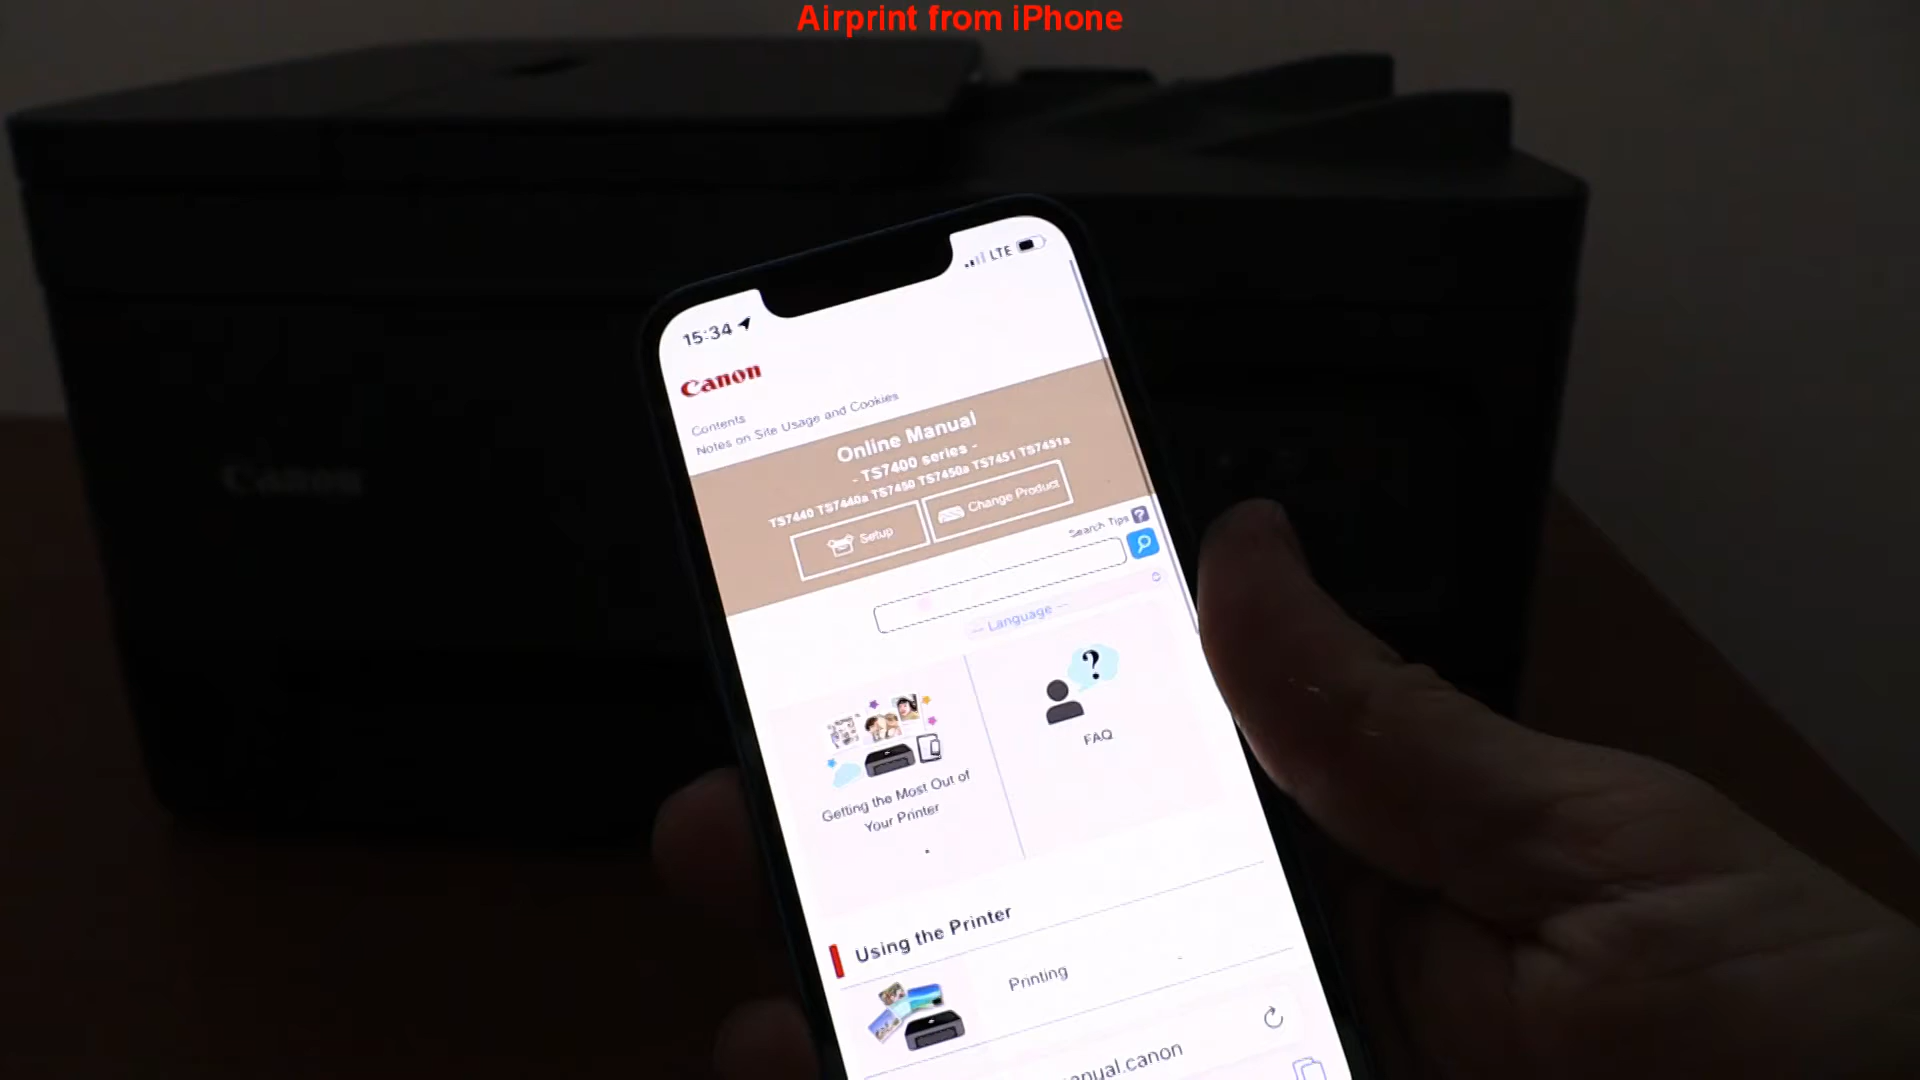 Airprint from iPhone
LTE
15:34
Canon
Contents
Notes on Site Usage and Cookies
Online Manual
- TS7400 series -
TS7440 TS7440a TS7450 TS7450a TS7451 TS7451a
Setup
Change Product
Search Tips ?
--- Language ---
?
FAQ
Getting the Most Out of
Your Printer
Using the Printer
Printing
anual.canon
Canon